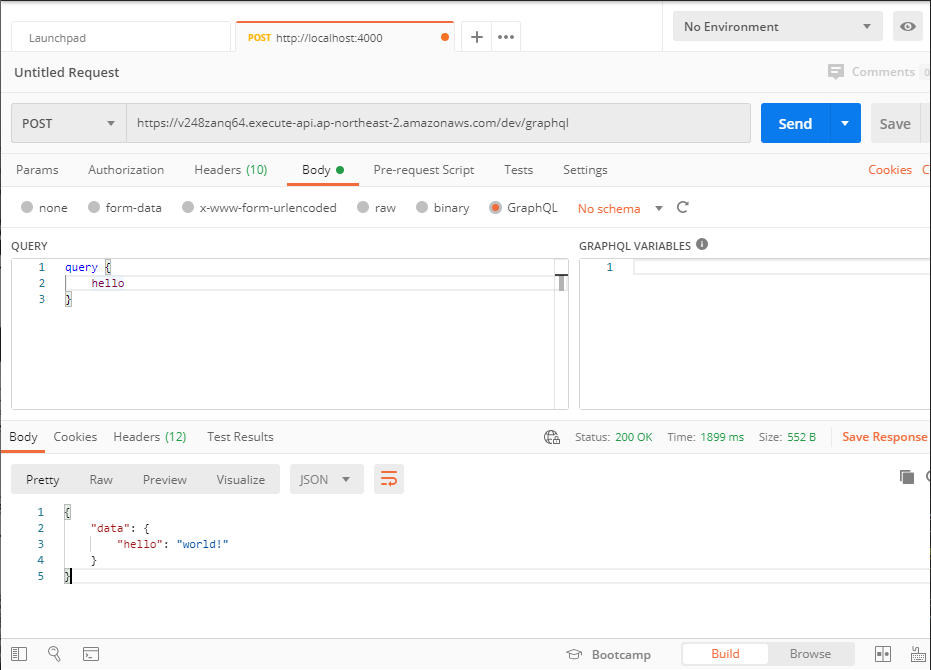 Launchpad POST http://localhost:4000 No Environment
Untitled Request Comments 0
POST https://v248zanq64.execute-api.ap-northeast-2.amazonaws.com/dev/graphql Send Save
Params Authorization Headers (10) Body Pre-request Script Tests Settings Cookies C
none form-data x-www-form-urlencoded raw binary GraphQL No schema
QUERY GRAPHQL VARIABLES
1 query { 1
2 hello
3 }
Body Cookies Headers (12) Test Results Status: 200 OK Time: 1899 ms Size: 552 B Save Response
Pretty Raw Preview Visualize JSON
1 {
2 "data": {
3 "hello": "world!"
4 }
5 }
Bootcamp Build Browse